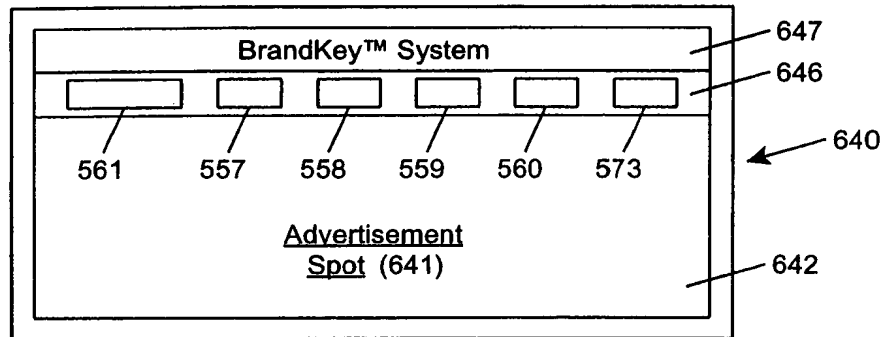 BrandKey™ System
647
646
561 557 558 559 560 573
640
Advertisement
Spot (641)
642